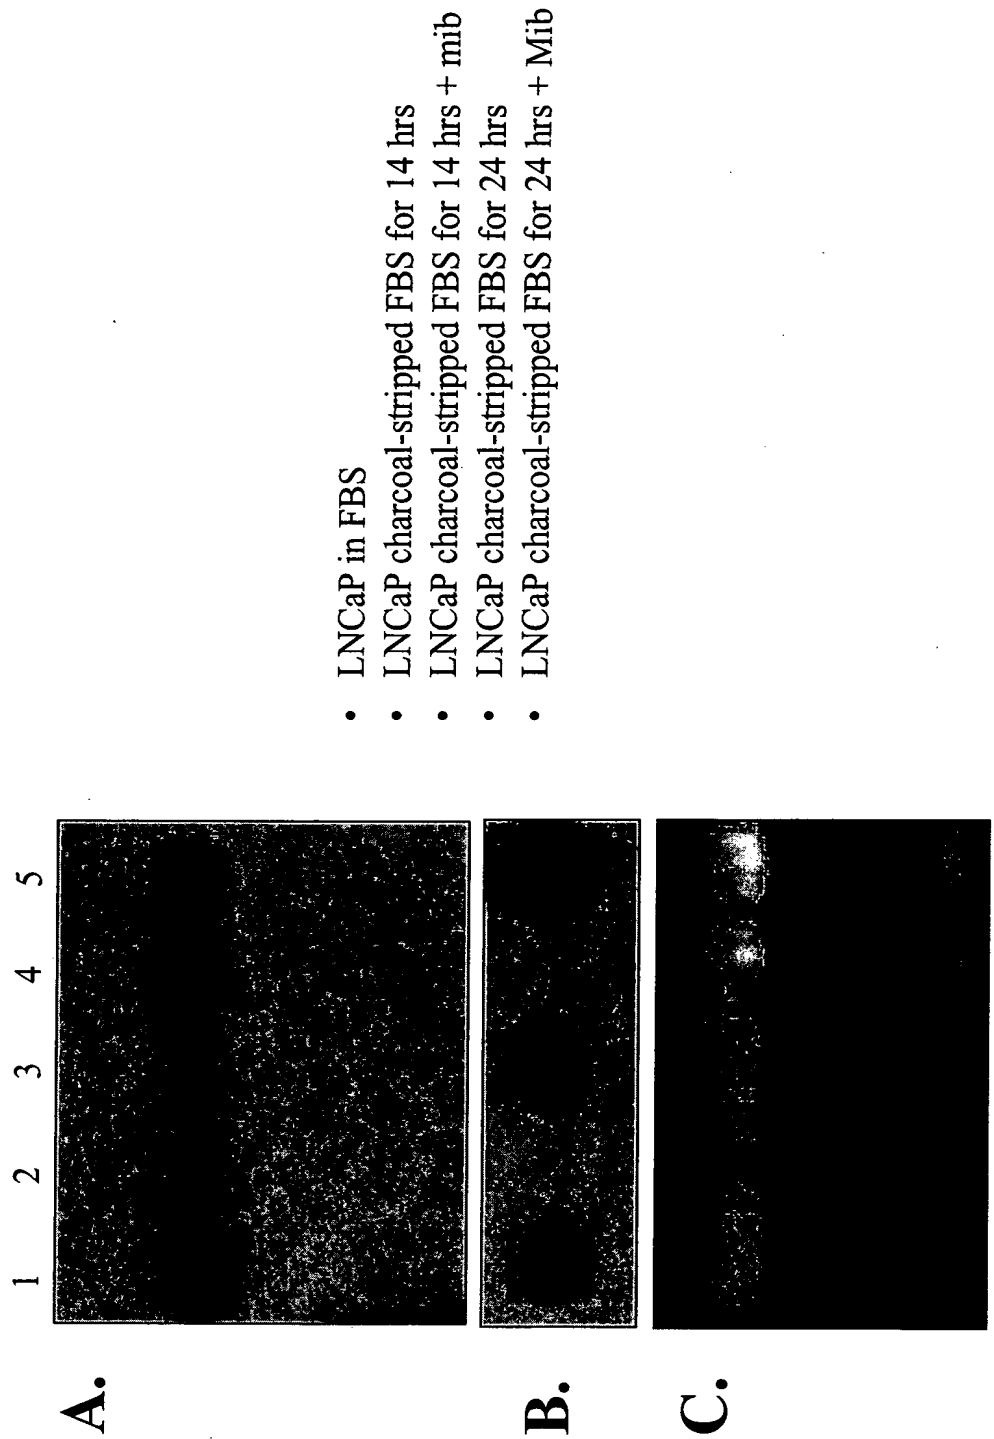 A.
1 2 3 4 5
B.
C.
• LNCaP in FBS
• LNCaP charcoal-stripped FBS for 14 hrs
• LNCaP charcoal-stripped FBS for 14 hrs + mib
• LNCaP charcoal-stripped FBS for 24 hrs
• LNCaP charcoal-stripped FBS for 24 hrs + Mib